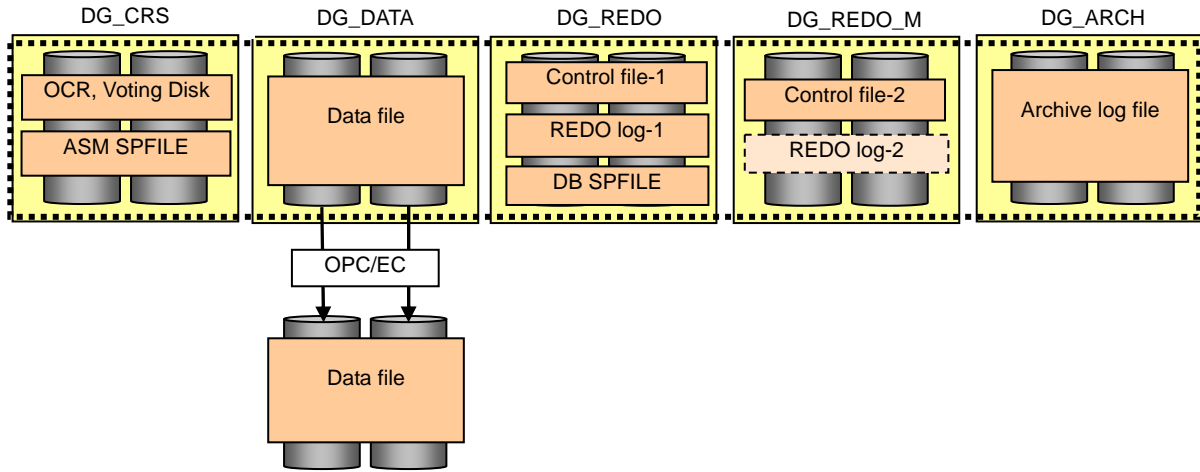 DG_CRS
DG_DATA
DG_REDO
DG_REDO_M
DG_ARCH
OCR, Voting Disk
ASM SPFILE
Data file
Control file-1
REDO log-1
DB SPFILE
Control file-2
REDO log-2
Archive log file
OPC/EC
Data file